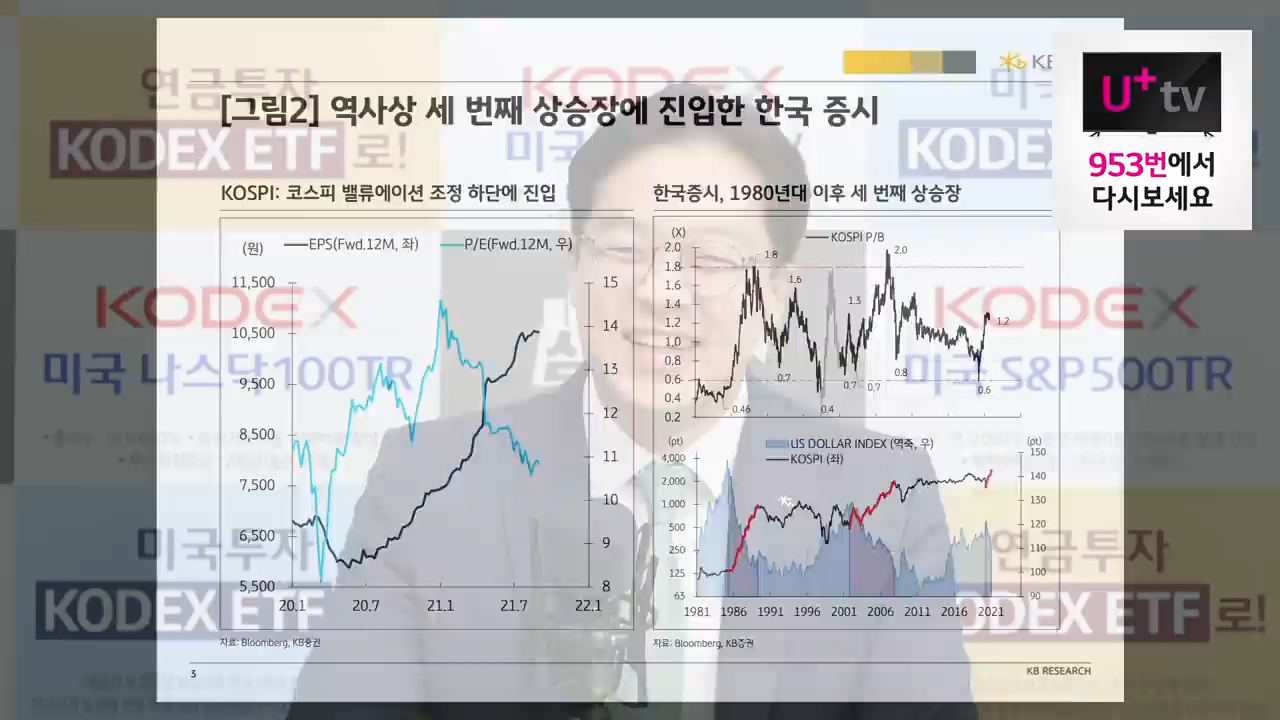 KB
[그림2] 역사상 세 번째 상승장에 진입한 한국 증시
U+tv
953번에서
다시보세요
KOSPI: 코스피 밸류에이션 조정 하단에 진입
(원)
EPS(Fwd.12M, 좌)
P/E(Fwd.12M, 우)
11,500
10,500
9,500
8,500
7,500
6,500
5,500
15
14
13
12
11
10
9
8
20.1 20.7 21.1 21.7 22.1
자료: Bloomberg, KB증권
한국증시, 1980년대 이후 세 번째 상승장
(X)
KOSPI P/B
2.0
1.8
1.6
1.4
1.2
1.0
0.8
0.6
0.4
0.2
1.8
1.6
1.3
2.0
1.2
0.46
0.7
0.4
0.7
0.7
0.8
0.6
(pt)
US DOLLAR INDEX (역축, 우)
KOSPI (좌)
(pt)
4,000
2,000
1,000
500
250
125
63
150
140
130
120
110
100
90
1981 1986 1991 1996 2001 2006 2011 2016 2021
자료: Bloomberg, KB증권
3
KB RESEARCH
연금투자
KODEX ETF로!
KODEX
미국 나스닥100TR
미국투자
KODEX ETF
KODEX
미국 S&P500TR
연금투자
KODEX ETF로!